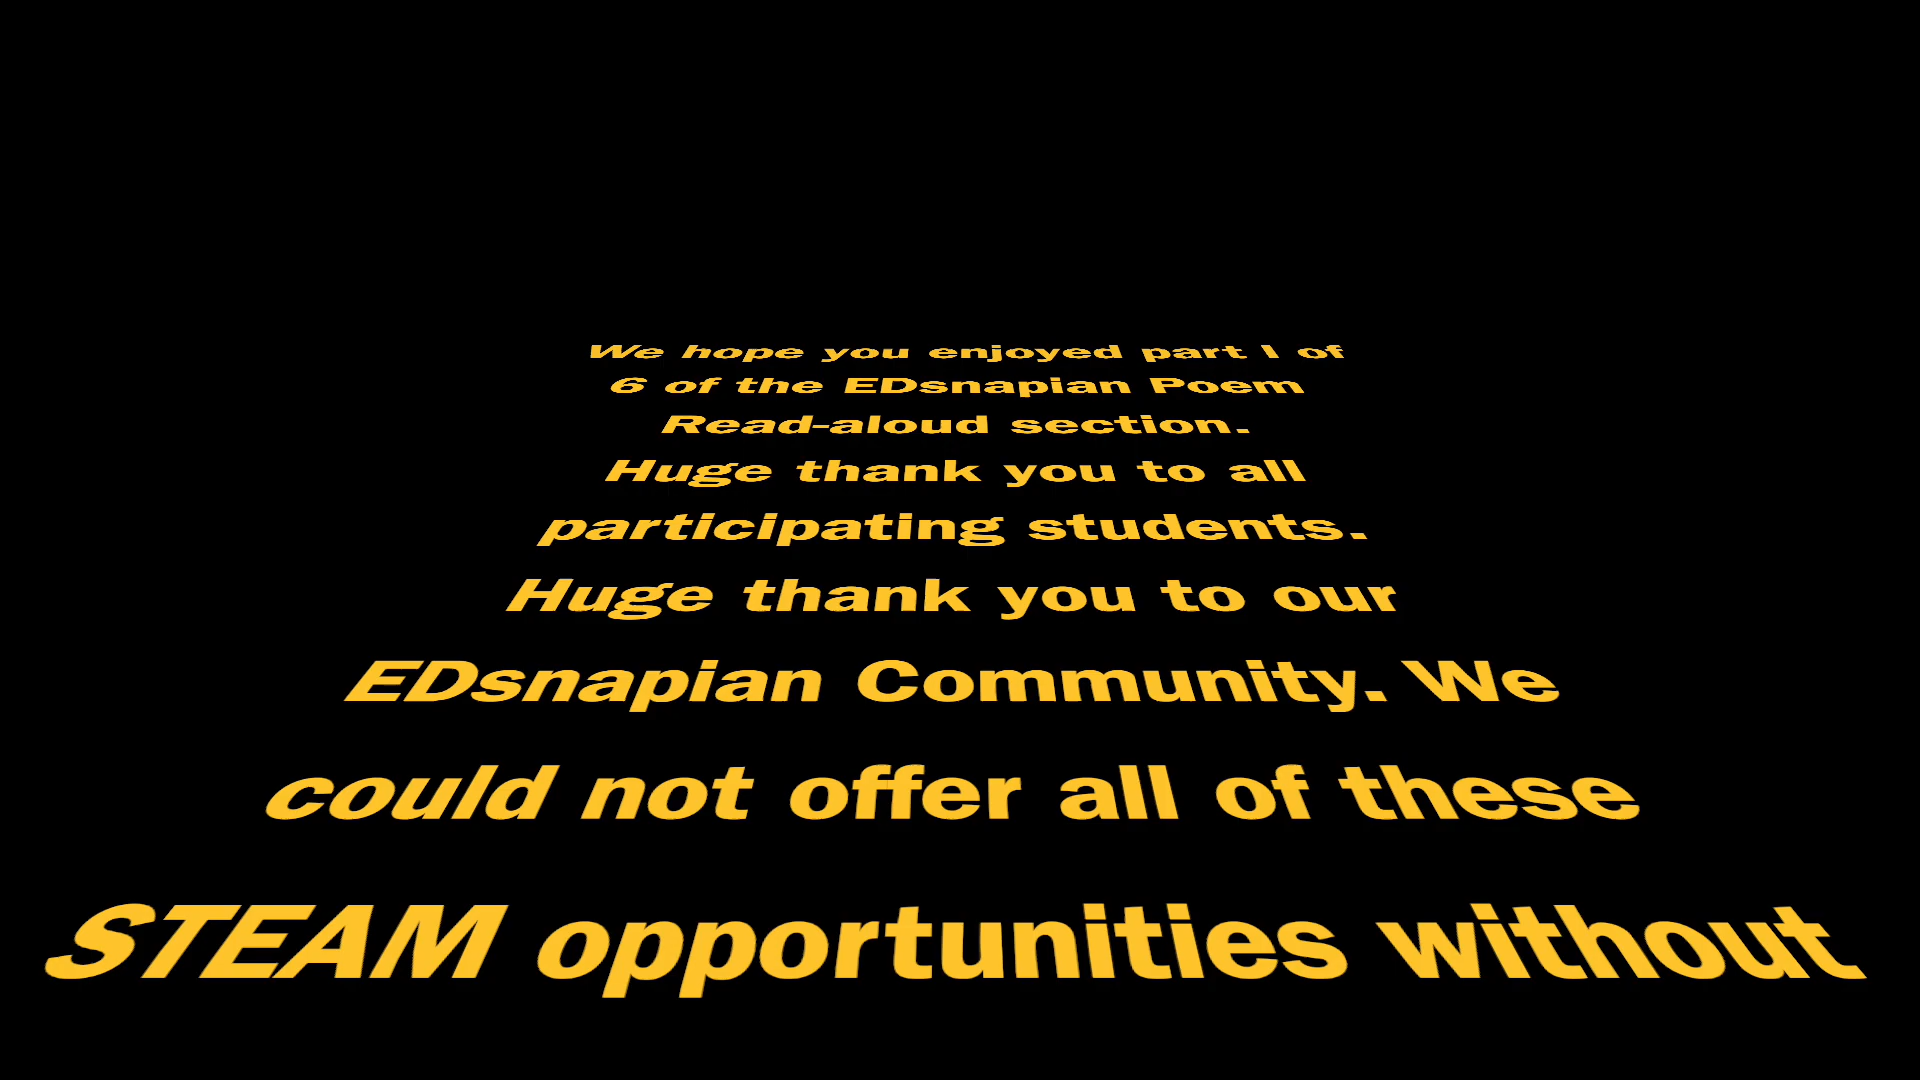 We hope you enjoyed part I of
6 of the EDsnapian Poem
Read-aloud section.
Huge thank you to all
participating students.
Huge thank you to our
EDsnapian Community. We
could not offer all of these
STEAM opportunities without